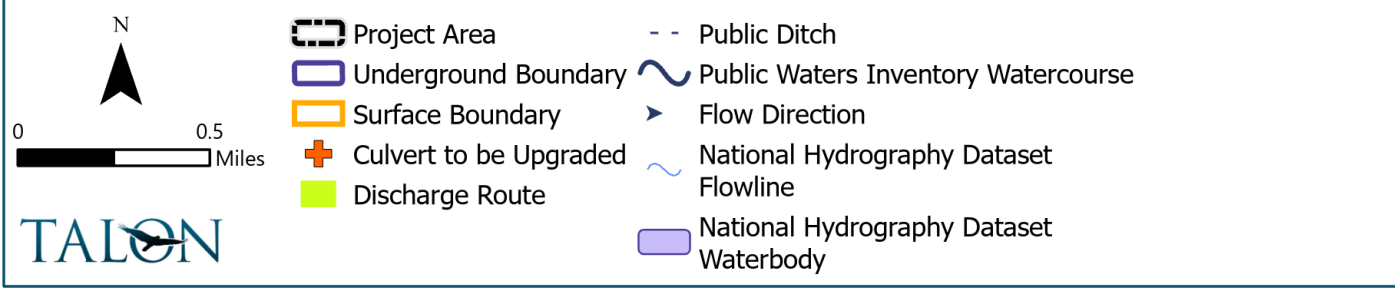 N
0 0.5
Miles
TALON
Project Area
Underground Boundary
Surface Boundary
Culvert to be Upgraded
Discharge Route
Public Ditch
Public Waters Inventory Watercourse
Flow Direction
National Hydrography Dataset
Flowline
National Hydrography Dataset
Waterbody